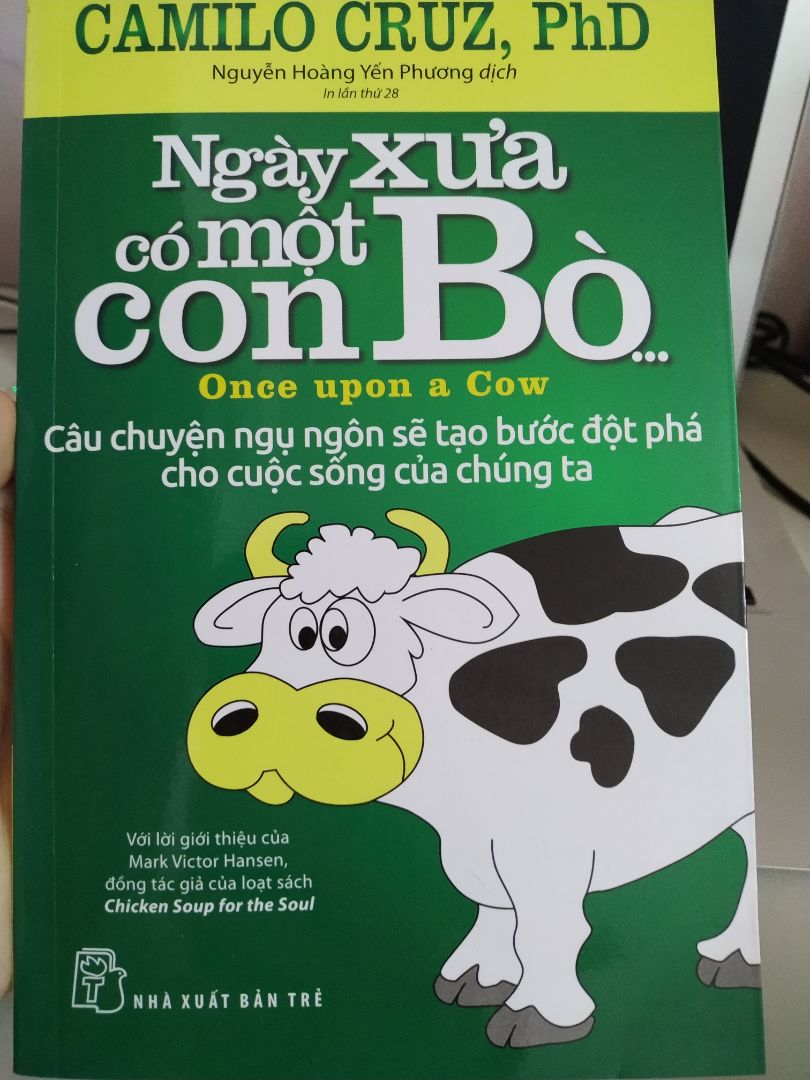 CAMILO CRUZ, PhD
Nguyễn Hoàng Yến Phương dịch
In lần thứ 28
Ngày xưa
có một
con Bò...
Once upon a Cow
Câu chuyện ngụ ngôn sẽ tạo bước đột phá
cho cuộc sống của chúng ta
Với lời giới thiệu của
Mark Victor Hansen,
đồng tác giả của loạt sách
Chicken Soup for the Soul
T
NHÀ XUẤT BẢN TRẺ